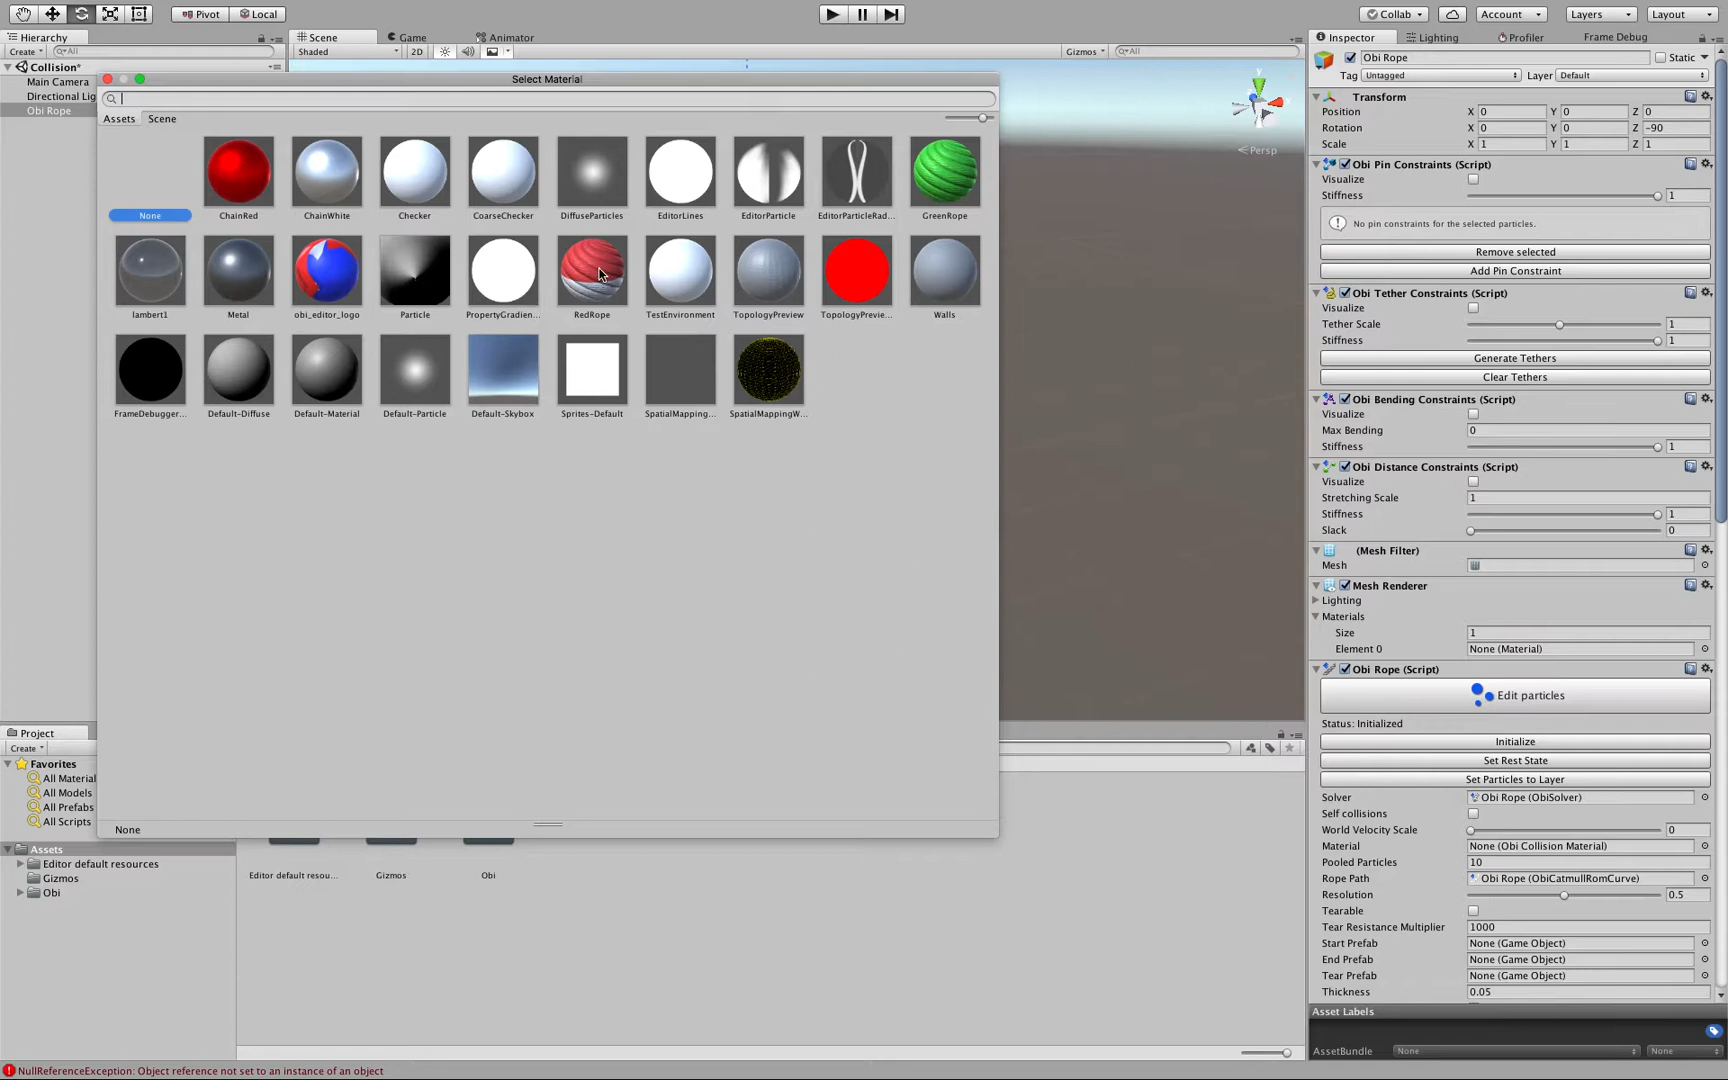 Pivot Local Collab Account Layers Layout
Hierarchy
Create All
Collision*
Main Camera
Directional Lig
Obi Rope
Scene Game Animator
Shaded 2D Gizmos All
Persp
Select Material
Assets Scene
None ChainRed ChainWhite Checker CoarseChecker DiffuseParticles EditorLines EditorParticle EditorParticleRad... GreenRope
lambert1 Metal obi_editor_logo Particle PropertyGradien... RedRope TestEnvironment TopologyPreview TopologyPrevie... Walls
FrameDebugger... Default-Diffuse Default-Material Default-Particle Default-Skybox Sprites-Default SpatialMapping... SpatialMappingW...
None
Project
Create
Favorites
All Material
All Models
All Prefabs
All Scripts
Assets
Editor default resources
Gizmos
Obi
Editor default resou... Gizmos Obi
NullReferenceException: Object reference not set to an instance of an object
Inspector Lighting Profiler Frame Debug
Obi Rope Static
Tag Untagged Layer Default
Transform
Position X 0 Y 0 Z 0
Rotation X 0 Y 0 Z -90
Scale X 1 Y 1 Z 1
Obi Pin Constraints (Script)
Visualize
Stiffness 1
No pin constraints for the selected particles.
Remove selected
Add Pin Constraint
Obi Tether Constraints (Script)
Visualize
Tether Scale 1
Stiffness 1
Generate Tethers
Clear Tethers
Obi Bending Constraints (Script)
Visualize
Max Bending 0
Stiffness 1
Obi Distance Constraints (Script)
Visualize
Stretching Scale 1
Stiffness 1
Slack 0
(Mesh Filter)
Mesh
Mesh Renderer
Lighting
Materials
Size 1
Element 0 None (Material)
Obi Rope (Script)
Edit particles
Status: Initialized
Initialize
Set Rest State
Set Particles to Layer
Solver Obi Rope (ObiSolver)
Self collisions
World Velocity Scale 0
Material None (Obi Collision Material)
Pooled Particles 10
Rope Path Obi Rope (ObiCatmullRomCurve)
Resolution 0.5
Tearable
Tear Resistance Multiplier 1000
Start Prefab None (Game Object)
End Prefab None (Game Object)
Tear Prefab None (Game Object)
Thickness 0.05
Asset Labels
AssetBundle None None